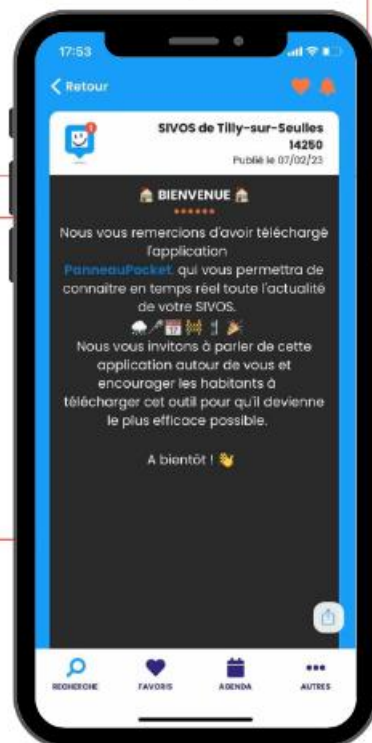 17:53
Retour
SIVOS de Tilly-sur-Seulles
14250
Publié le 07/02/23
🏠 BIENVENUE 🏠
Nous vous remercions d'avoir téléchargé
l'application
PanneauPocket qui vous permettra de
connaître en temps réel toute l'actualité
de votre SIVOS.
Nous vous invitons à parler de cette
application autour de vous et
encourager les habitants à
télécharger cet outil pour qu'il devienne
le plus efficace possible.
A bientôt ! 👋
RECHERCHE
FAVORIS
AGENDA
AUTRES